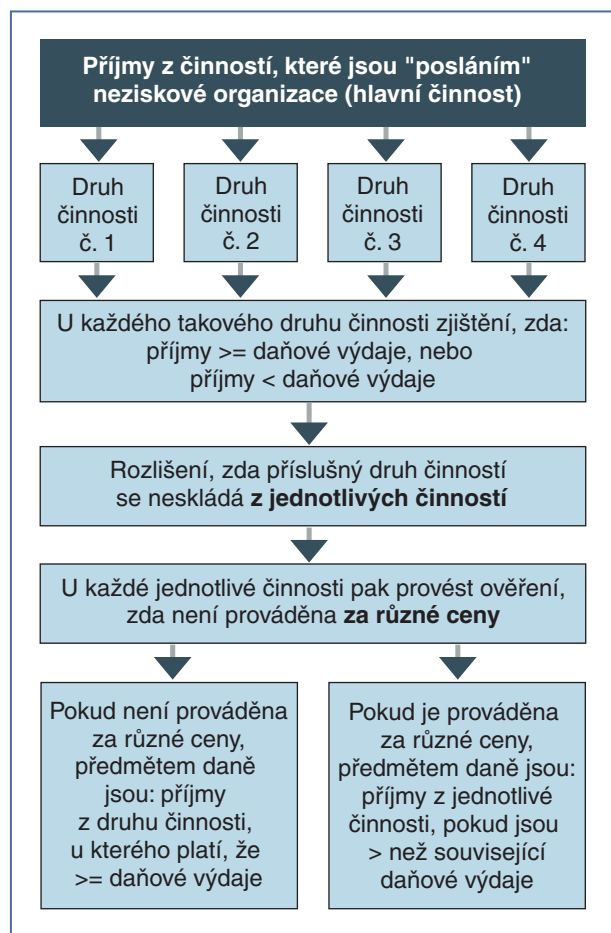 Příjmy z činností, které jsou "posláním"
neziskové organizace (hlavní činnost)
Druh
činnosti
č. 1
Druh
činnosti
č. 2
Druh
činnosti
č. 3
Druh
činnosti
č. 4
U každého takového druhu činnosti zjištění, zda:
příjmy >= daňové výdaje, nebo
příjmy < daňové výdaje
Rozlišení, zda příslušný druh činností
se neskládá z jednotlivých činností
U každé jednotlivé činnosti pak provést ověření,
zda není prováděna za různé ceny
Pokud není prováděna
za různé ceny,
předmětem daně
jsou: příjmy
z druhu činnosti,
u kterého platí, že
>= daňové výdaje
Pokud je prováděna
za různé ceny,
předmětem daně jsou:
příjmy z jednotlivé
činnosti, pokud jsou
> než související
daňové výdaje